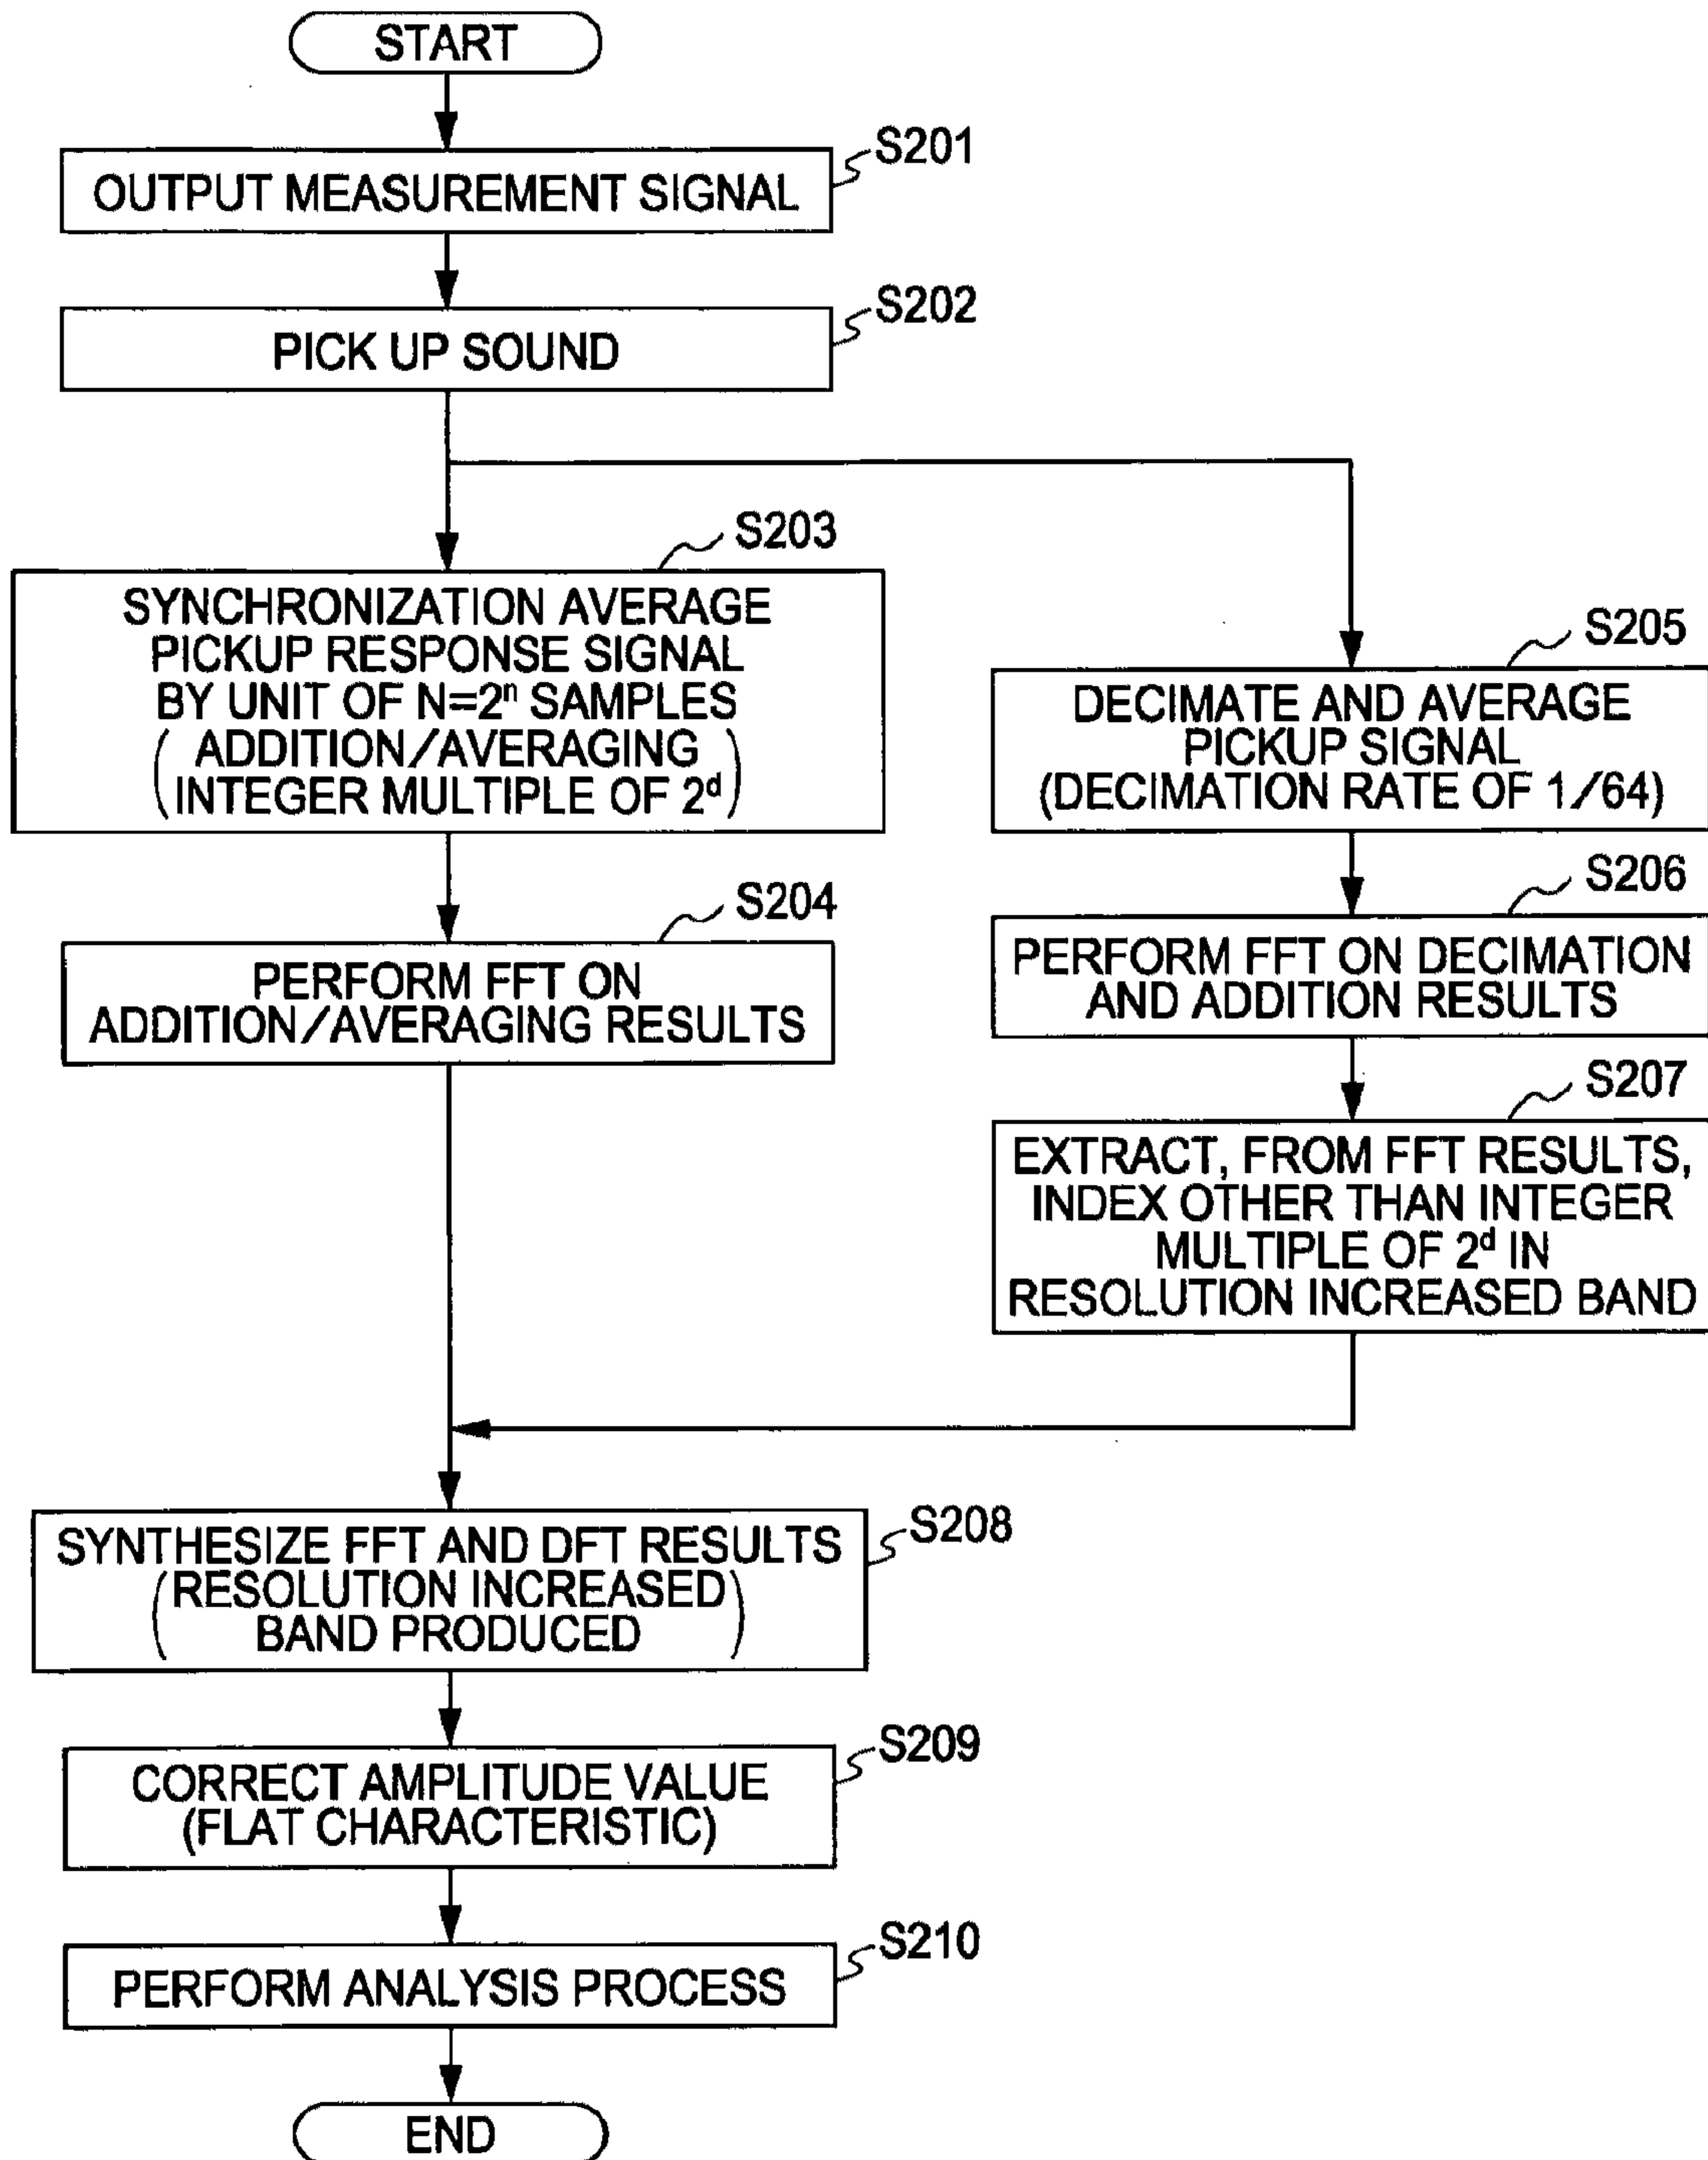 START
S201
OUTPUT MEASUREMENT SIGNAL
S202
PICK UP SOUND
S203
SYNCHRONIZATION AVERAGE
PICKUP RESPONSE SIGNAL
BY UNIT OF N=2ⁿ SAMPLES
( ADDITION/AVERAGING
INTEGER MULTIPLE OF 2ᵈ )
S204
PERFORM FFT ON
ADDITION/AVERAGING RESULTS
S205
DECIMATE AND AVERAGE
PICKUP SIGNAL
(DECIMATION RATE OF 1/64)
S206
PERFORM FFT ON DECIMATION
AND ADDITION RESULTS
S207
EXTRACT, FROM FFT RESULTS,
INDEX OTHER THAN INTEGER
MULTIPLE OF 2ᵈ IN
RESOLUTION INCREASED BAND
S208
SYNTHESIZE FFT AND DFT RESULTS
( RESOLUTION INCREASED
BAND PRODUCED )
S209
CORRECT AMPLITUDE VALUE
(FLAT CHARACTERISTIC)
S210
PERFORM ANALYSIS PROCESS
END